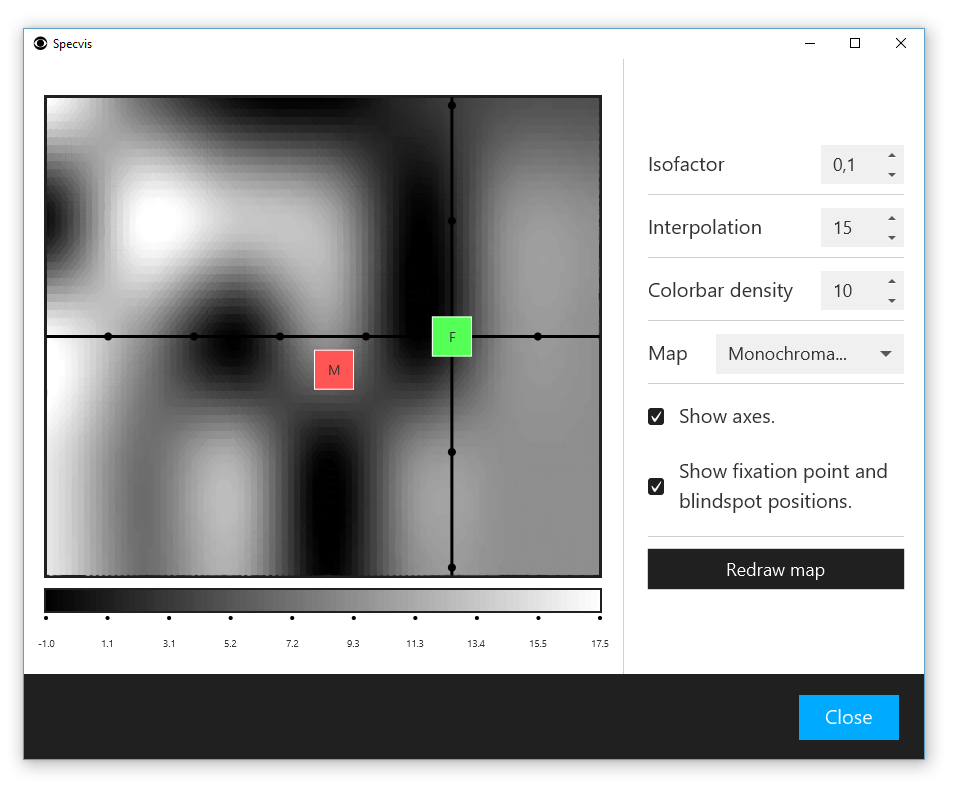 Specvis
Isofactor
0,1
Interpolation
15
Colorbar density
10
Map
Monochroma...
Show axes.
Show fixation point and
blindspot positions.
Redraw map
F
M
-1.0 1.1 3.1 5.2 7.2 9.3 11.3 13.4 15.5 17.5
Close